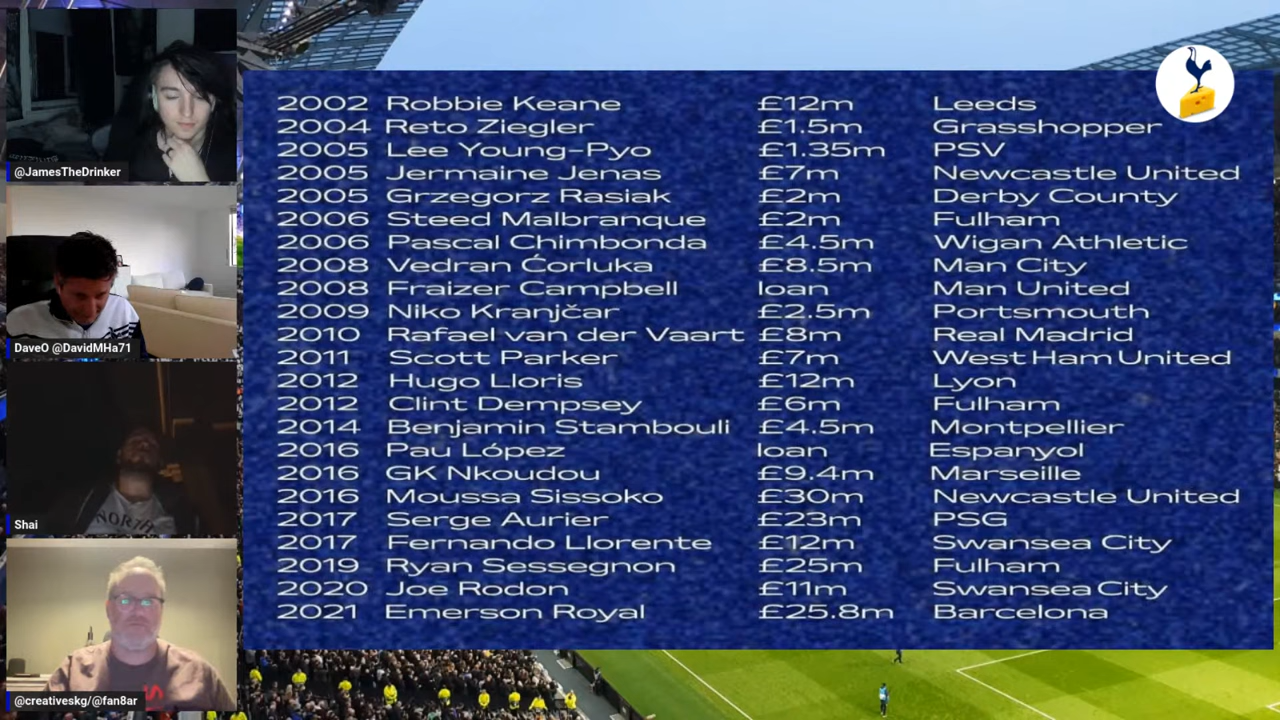 @JamesTheDrinker
DaveO @DavidMHa71
NORTH
Shai
@creativeskg/@fan8ar
2002 Robbie Keane £12m Leeds
2004 Reto Ziegler £1.5m Grasshopper
2005 Lee Young-Pyo £1.35m PSV
2005 Jermaine Jenas £7m Newcastle United
2005 Grzegorz Rasiak £2m Derby County
2006 Steed Malbranque £2m Fulham
2006 Pascal Chimbonda £4.5m Wigan Athletic
2008 Vedran Ćorluka £8.5m Man City
2008 Fraizer Campbell loan Man United
2009 Niko Kranjčar £2.5m Portsmouth
2010 Rafael van der Vaart £8m Real Madrid
2011 Scott Parker £7m West Ham United
2012 Hugo Lloris £12m Lyon
2012 Clint Dempsey £6m Fulham
2014 Benjamin Stambouli £4.5m Montpellier
2016 Pau López loan Espanyol
2016 GK Nkoudou £9.4m Marseille
2016 Moussa Sissoko £30m Newcastle United
2017 Serge Aurier £23m PSG
2017 Fernando Llorente £12m Swansea City
2019 Ryan Sessegnon £25m Fulham
2020 Joe Rodon £11m Swansea City
2021 Emerson Royal £25.8m Barcelona